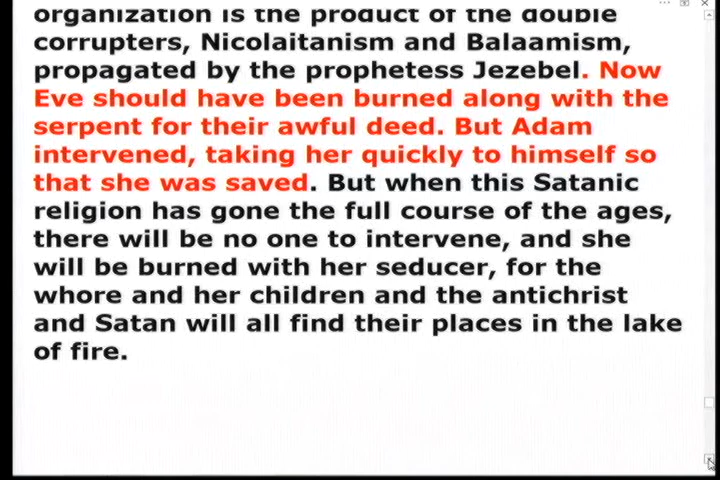 organization is the product of the double
corrupters, Nicolaitanism and Balaamism,
propagated by the prophetess Jezebel. Now
Eve should have been burned along with the
serpent for their awful deed. But Adam
intervened, taking her quickly to himself so
that she was saved. But when this Satanic
religion has gone the full course of the ages,
there will be no one to intervene, and she
will be burned with her seducer, for the
whore and her children and the antichrist
and Satan will all find their places in the lake
of fire.